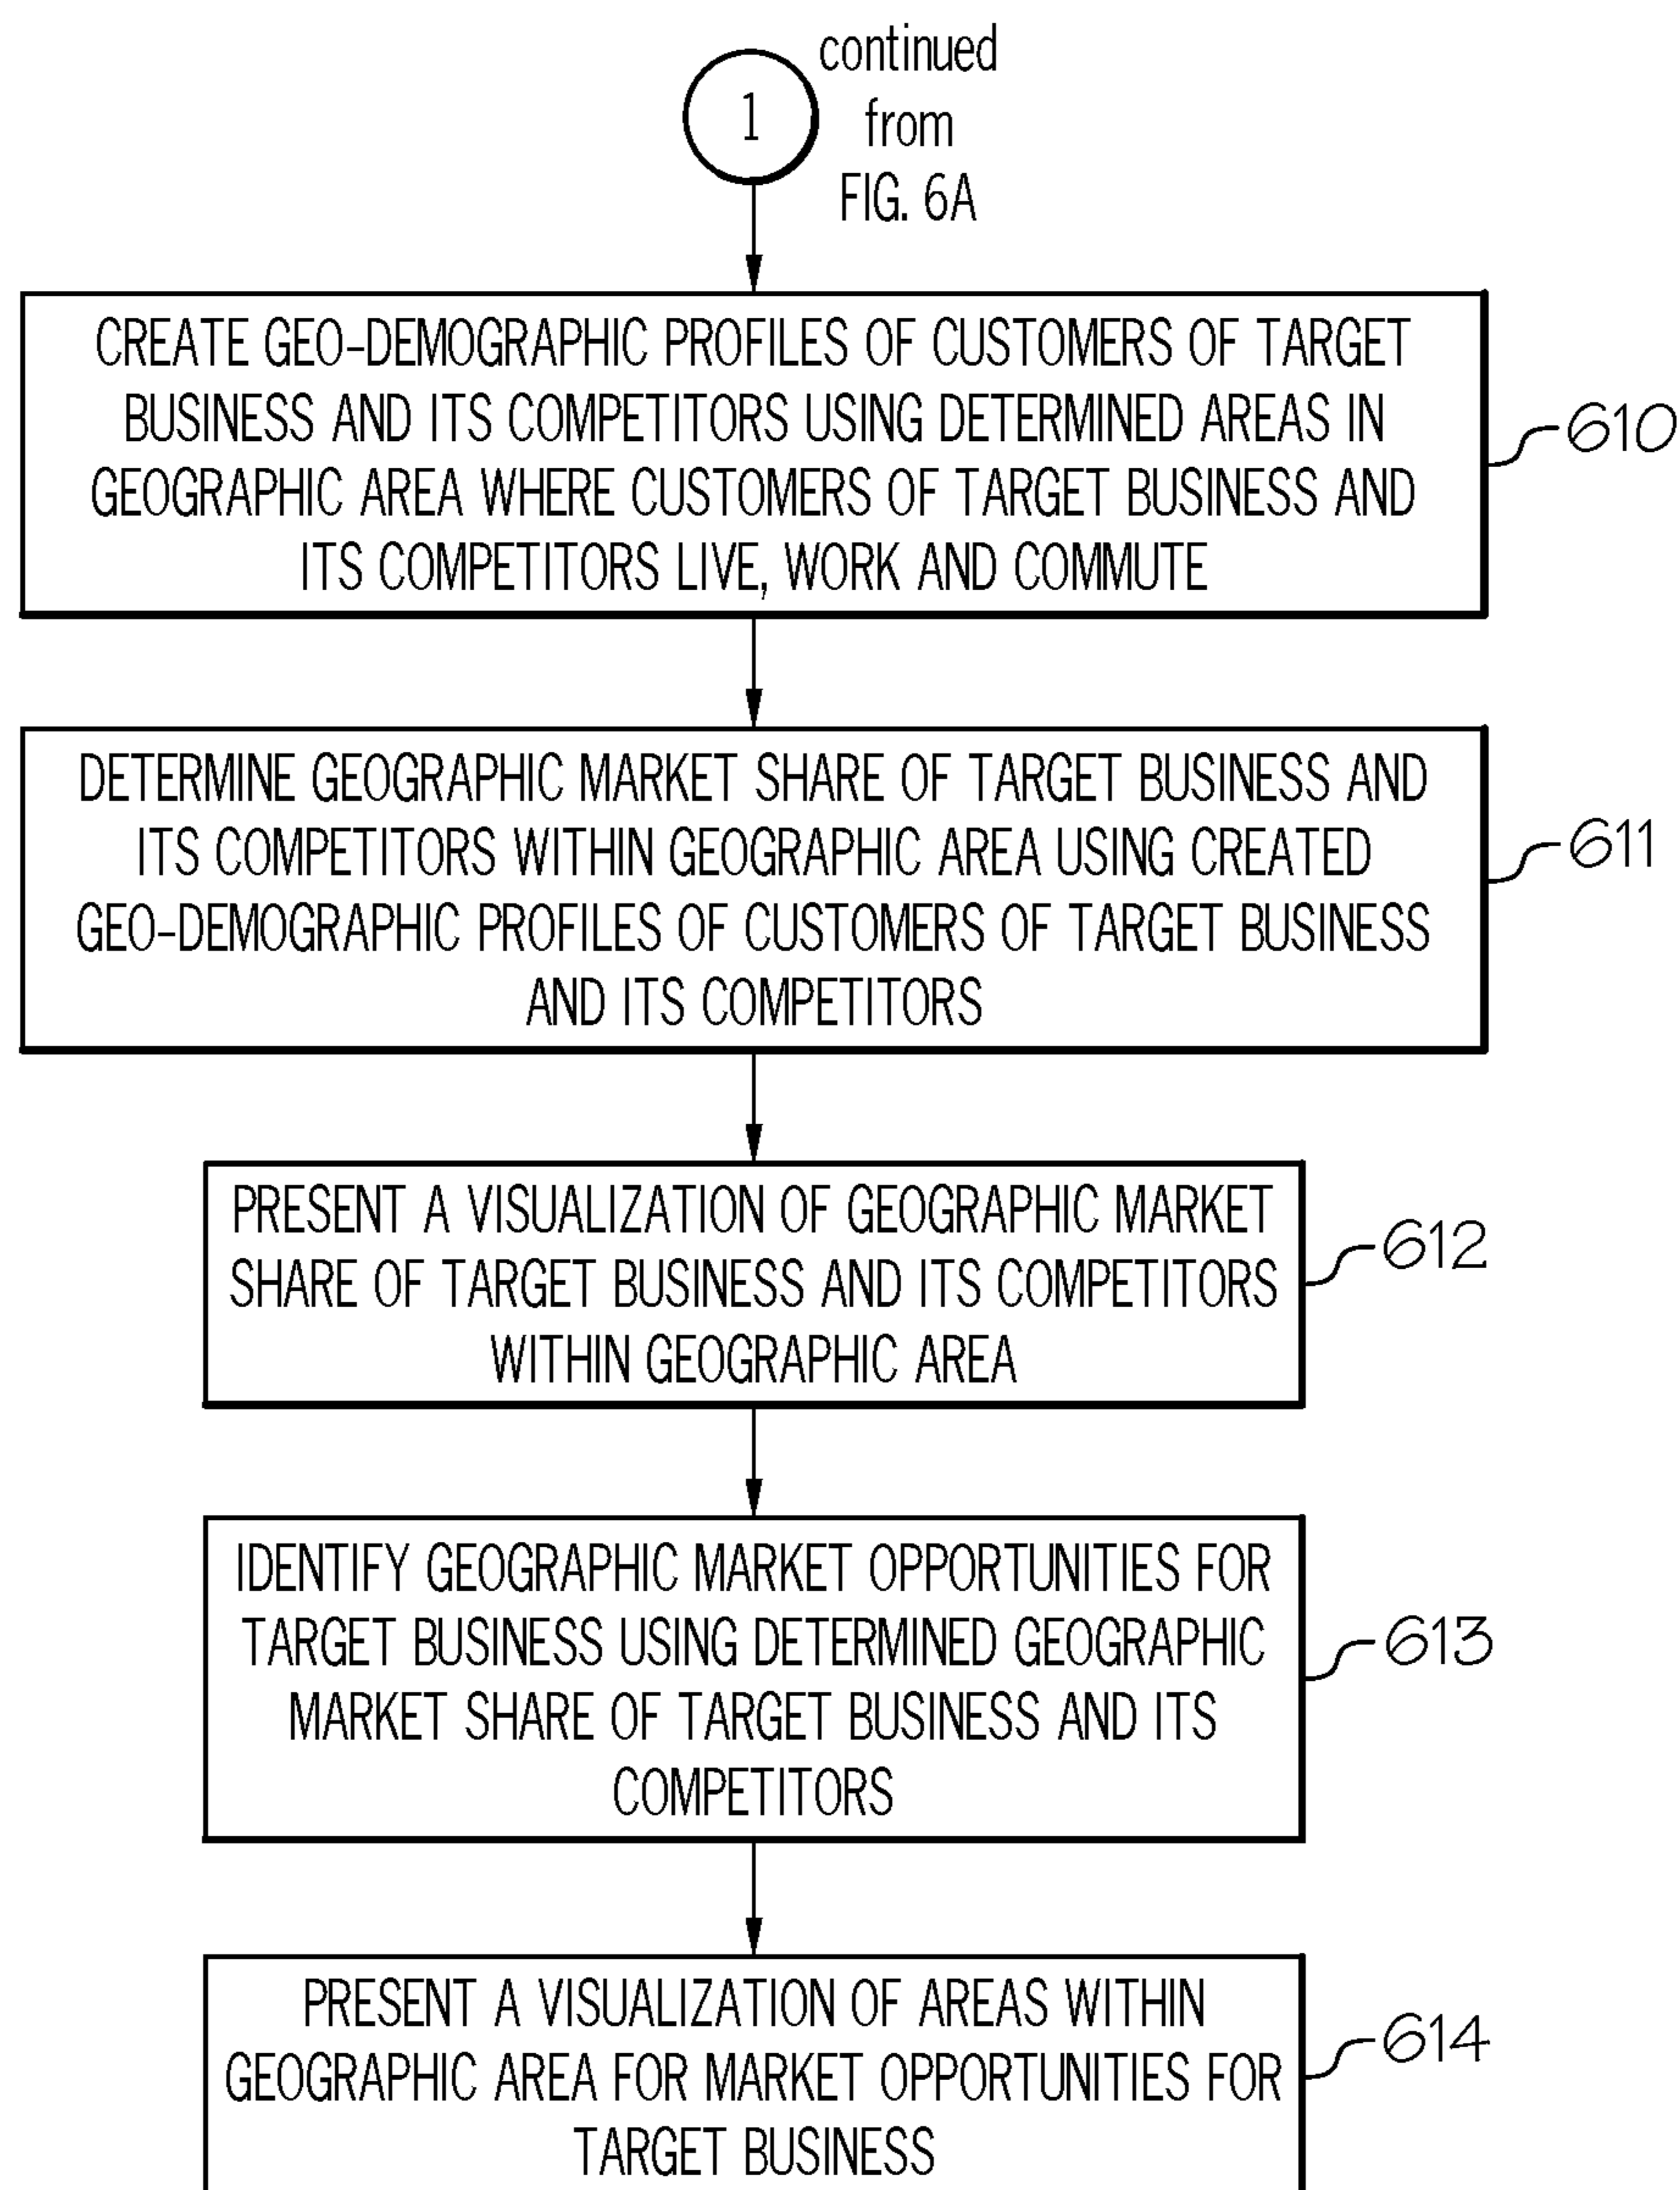 1
continued
from
FIG. 6A
CREATE GEO-DEMOGRAPHIC PROFILES OF CUSTOMERS OF TARGET
BUSINESS AND ITS COMPETITORS USING DETERMINED AREAS IN
GEOGRAPHIC AREA WHERE CUSTOMERS OF TARGET BUSINESS AND
ITS COMPETITORS LIVE, WORK AND COMMUTE
610
DETERMINE GEOGRAPHIC MARKET SHARE OF TARGET BUSINESS AND
ITS COMPETITORS WITHIN GEOGRAPHIC AREA USING CREATED
GEO-DEMOGRAPHIC PROFILES OF CUSTOMERS OF TARGET BUSINESS
AND ITS COMPETITORS
611
PRESENT A VISUALIZATION OF GEOGRAPHIC MARKET
SHARE OF TARGET BUSINESS AND ITS COMPETITORS
WITHIN GEOGRAPHIC AREA
612
IDENTIFY GEOGRAPHIC MARKET OPPORTUNITIES FOR
TARGET BUSINESS USING DETERMINED GEOGRAPHIC
MARKET SHARE OF TARGET BUSINESS AND ITS
COMPETITORS
613
PRESENT A VISUALIZATION OF AREAS WITHIN
GEOGRAPHIC AREA FOR MARKET OPPORTUNITIES FOR
TARGET BUSINESS
614